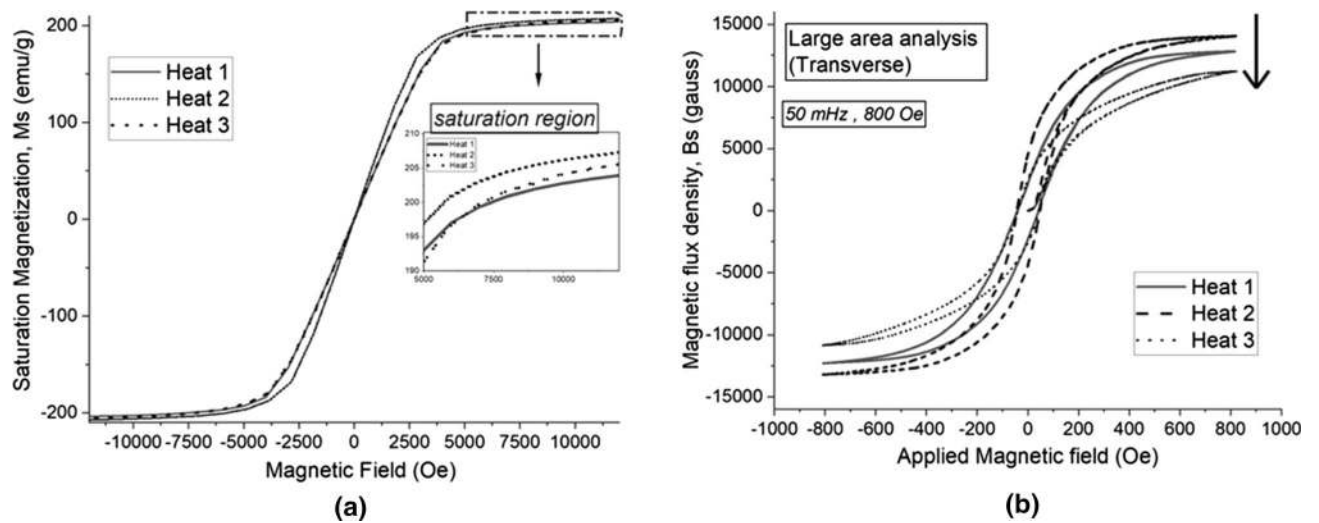 Saturation Magnetization, Ms (emu/g)
200
100
0
-100
-200
Heat 1
Heat 2
Heat 3
saturation region
210
205
200
195
190
Heat 1
Heat 2
Heat 3
5000 7500 10000
-10000 -7500 -5000 -2500 0 2500 5000 7500 10000
Magnetic Field (Oe)
(a)
Magnetic flux density, Bs (gauss)
15000
10000
5000
0
-5000
-10000
-15000
Large area analysis
(Transverse)
50 mHz , 800 Oe
Heat 1
Heat 2
Heat 3
-1000 -800 -600 -400 -200 0 200 400 600 800 1000
Applied Magnetic field (Oe)
(b)